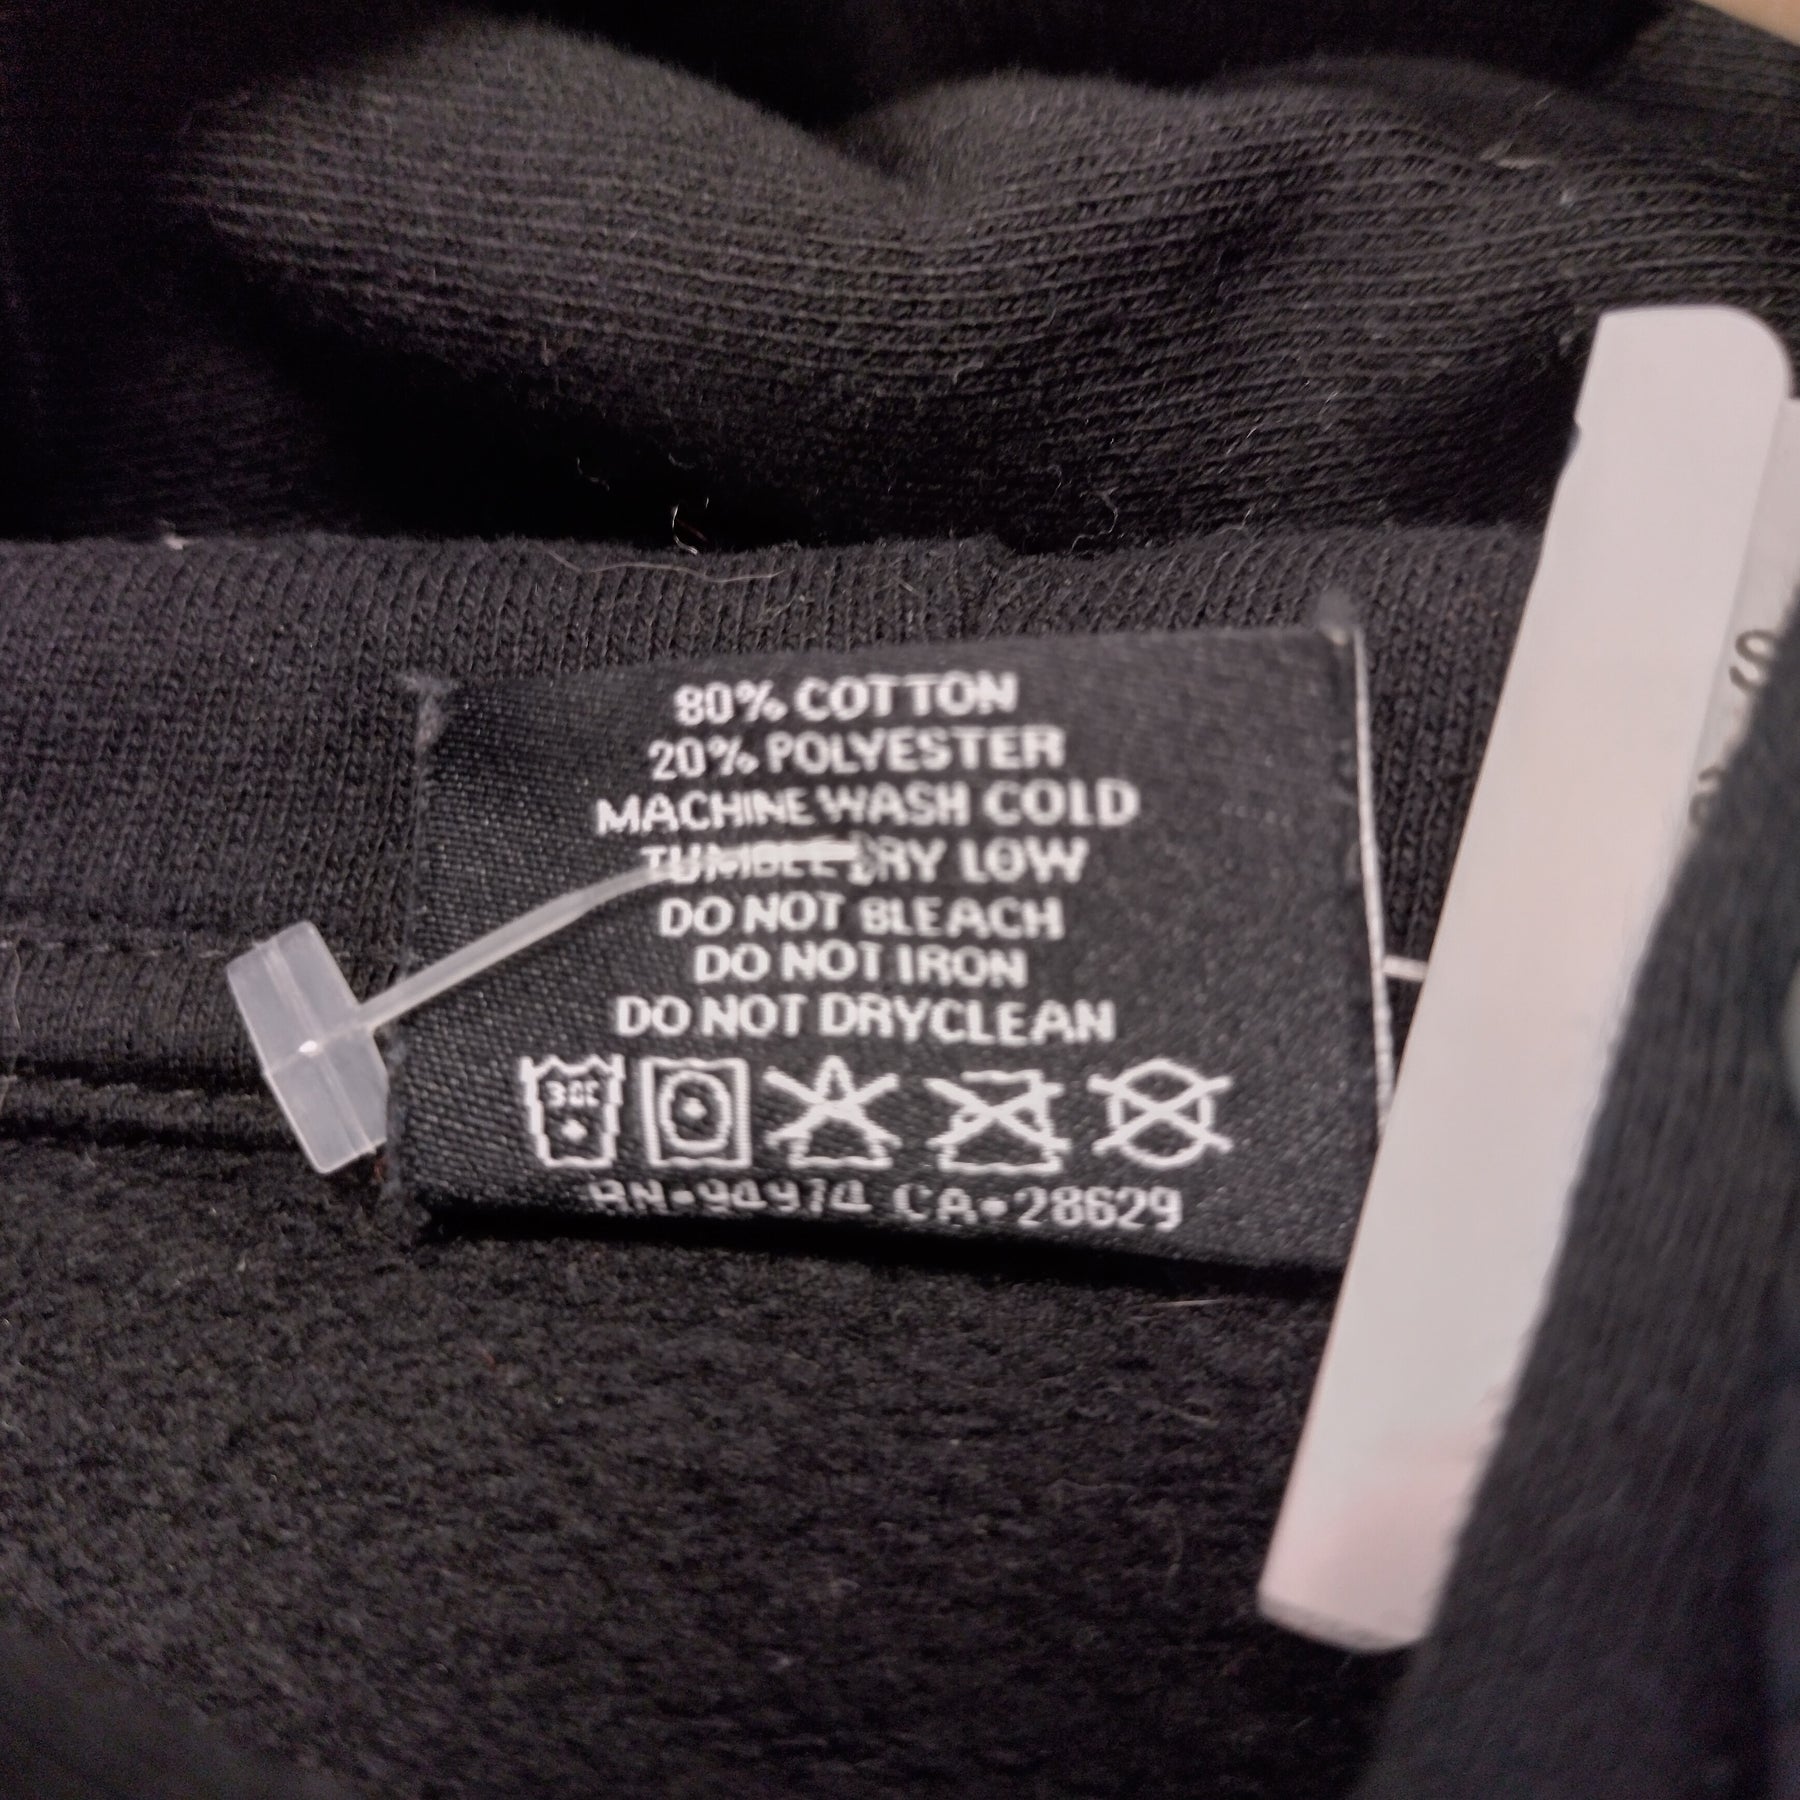 80% COTTON
20% POLYESTER
MACHINE WASH COLD
TUMBLE DRY LOW
DO NOT BLEACH
DO NOT IRON
DO NOT DRYCLEAN
30C
RN•94974 CA•28629